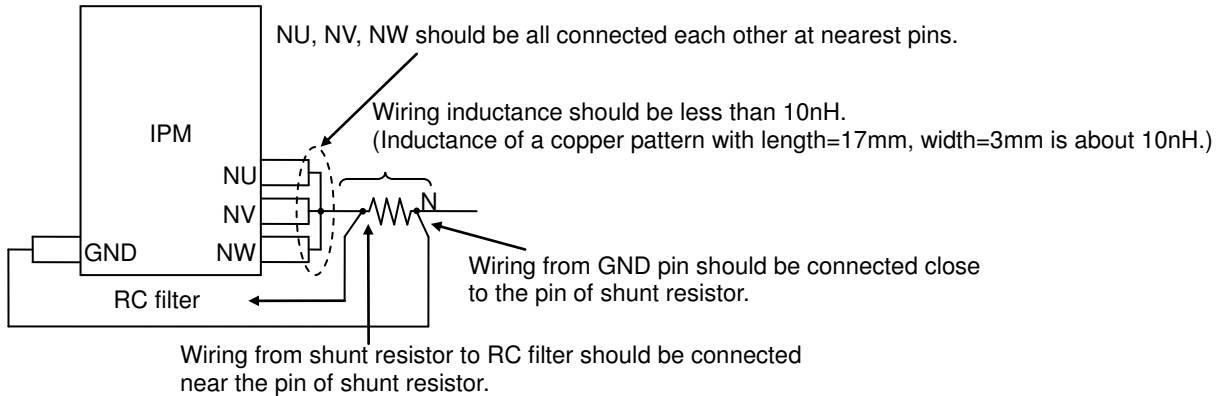 NU, NV, NW should be all connected each other at nearest pins.
Wiring inductance should be less than 10nH.
(Inductance of a copper pattern with length=17mm, width=3mm is about 10nH.)
IPM
NU
N
NV
GND
NW
Wiring from GND pin should be connected close
to the pin of shunt resistor.
RC filter
Wiring from shunt resistor to RC filter should be connected
near the pin of shunt resistor.